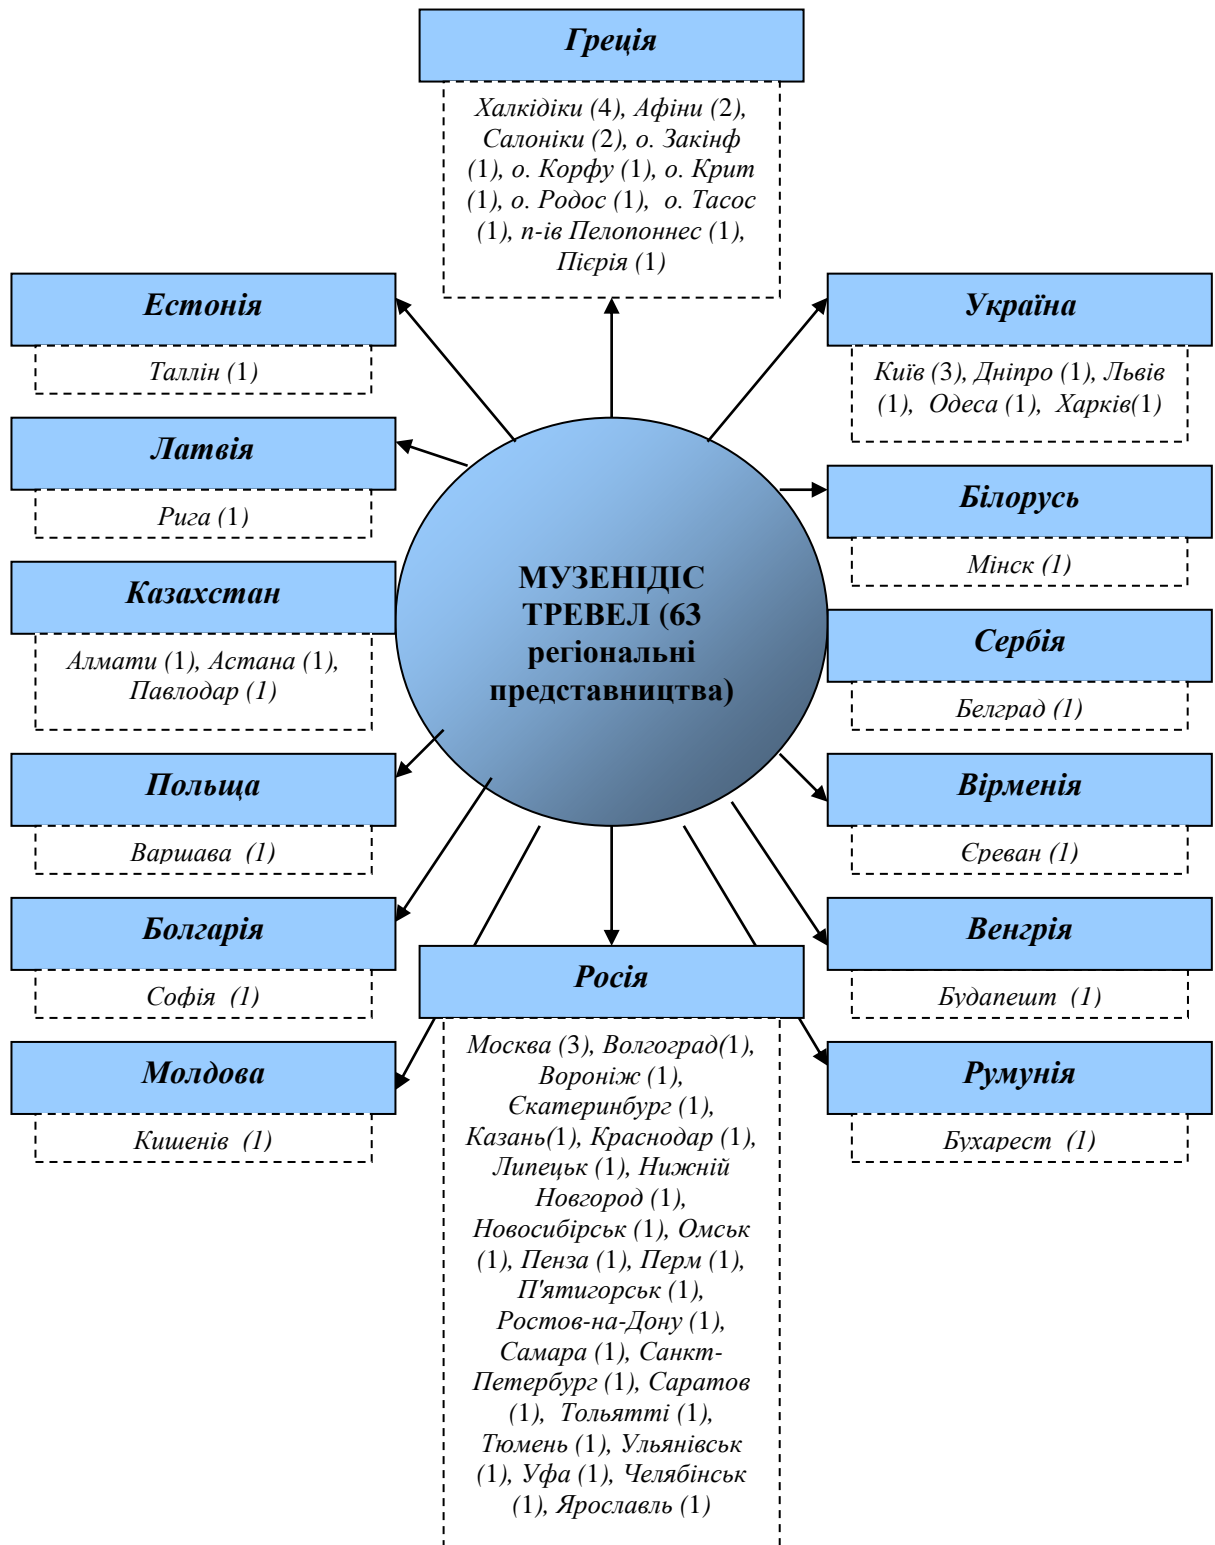 Греція
Халкідіки (4), Афіни (2),
Салоніки (2), о. Закінф
(1), о. Корфу (1), о. Крит
(1), о. Родос (1), о. Тасос
(1), п-ів Пелопоннес (1),
Пієрія (1)
Естонія
Таллін (1)
Латвія
Рига (1)
Казахстан
Алмати (1), Астана (1),
Павлодар (1)
Польща
Варшава (1)
Болгарія
Софія (1)
Молдова
Кишенів (1)
МУЗЕНІДІС
ТРЕВЕЛ (63
регіональні
представництва)
Україна
Київ (3), Дніпро (1), Львів
(1), Одеса (1), Харків(1)
Білорусь
Мінск (1)
Сербія
Белград (1)
Вірменія
Єреван (1)
Венгрія
Будапешт (1)
Румунія
Бухарест (1)
Росія
Москва (3), Волгоград(1),
Вороніж (1),
Єкатеринбург (1),
Казань(1), Краснодар (1),
Липецьк (1), Нижній
Новгород (1),
Новосибірськ (1), Омськ
(1), Пенза (1), Перм (1),
П'ятигорськ (1),
Ростов-на-Дону (1),
Самара (1), Санкт-
Петербург (1), Саратов
(1), Тольятті (1),
Тюмень (1), Ульянівськ
(1), Уфа (1), Челябінськ
(1), Ярославль (1)